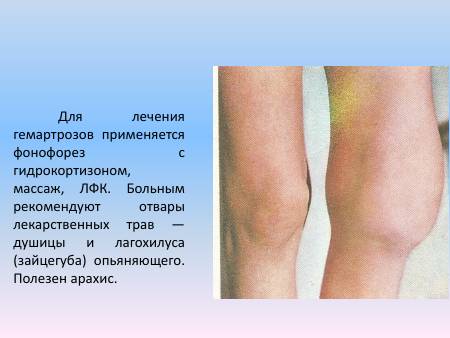 Для лечения
гемартрозов применяется
фонофорез с
гидрокортизоном,
массаж, ЛФК. Больным
рекомендуют отвары
лекарственных трав —
душицы и лагохилуса
(зайцегуба) опьяняющего.
Полезен арахис.